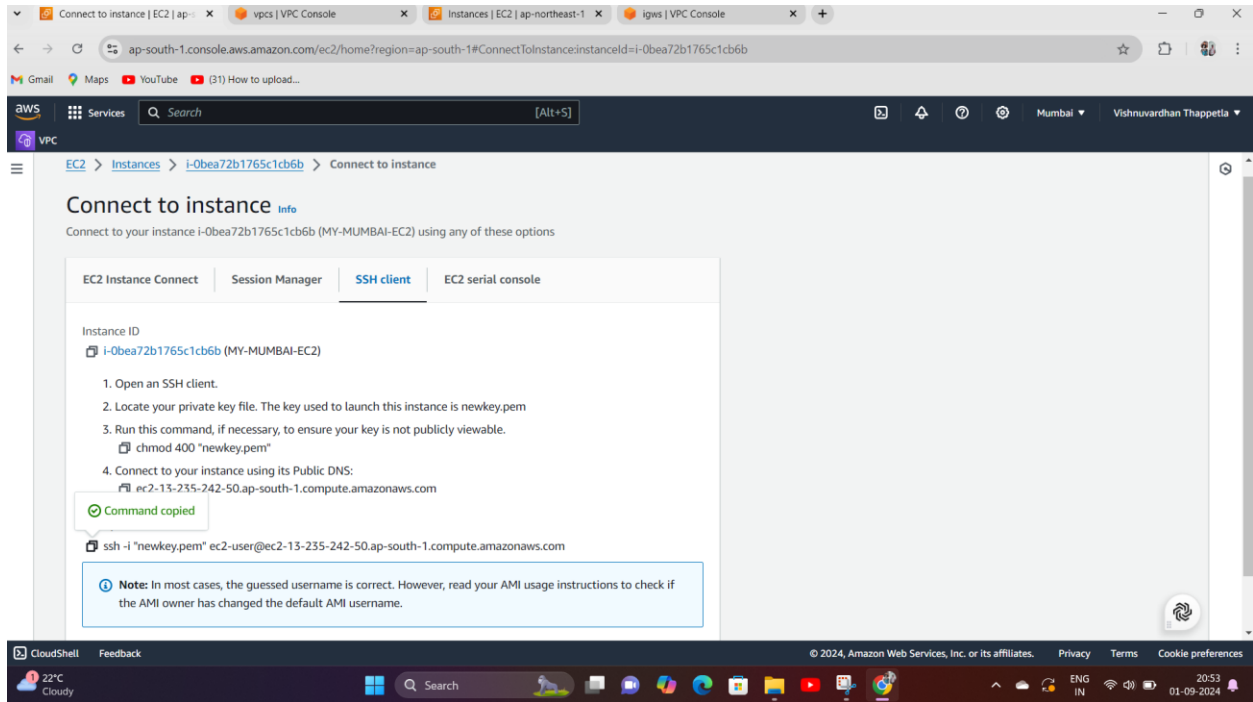 Connect to instance | EC2 | ap-s
vpcs | VPC Console
Instances | EC2 | ap-northeast-1
igws | VPC Console
ap-south-1.console.aws.amazon.com/ec2/home?region=ap-south-1#ConnectToInstance:instanceId=i-0bea72b1765c1cb6b
Gmail Maps YouTube (31) How to upload...
aws Services Search [Alt+S] Mumbai Vishnuvardhan Thappetla
VPC
EC2 > Instances > i-0bea72b1765c1cb6b > Connect to instance
Connect to instance Info
Connect to your instance i-0bea72b1765c1cb6b (MY-MUMBAI-EC2) using any of these options
EC2 Instance Connect Session Manager SSH client EC2 serial console
Instance ID
i-0bea72b1765c1cb6b (MY-MUMBAI-EC2)
1. Open an SSH client.
2. Locate your private key file. The key used to launch this instance is newkey.pem
3. Run this command, if necessary, to ensure your key is not publicly viewable.
chmod 400 "newkey.pem"
4. Connect to your instance using its Public DNS:
ec2-13-235-242-50.ap-south-1.compute.amazonaws.com
Command copied
ssh -i "newkey.pem" ec2-user@ec2-13-235-242-50.ap-south-1.compute.amazonaws.com
Note: In most cases, the guessed username is correct. However, read your AMI usage instructions to check if
the AMI owner has changed the default AMI username.
CloudShell Feedback © 2024, Amazon Web Services, Inc. or its affiliates. Privacy Terms Cookie preferences
1 22°C
Cloudy
Search
ENG
IN
20:53
01-09-2024